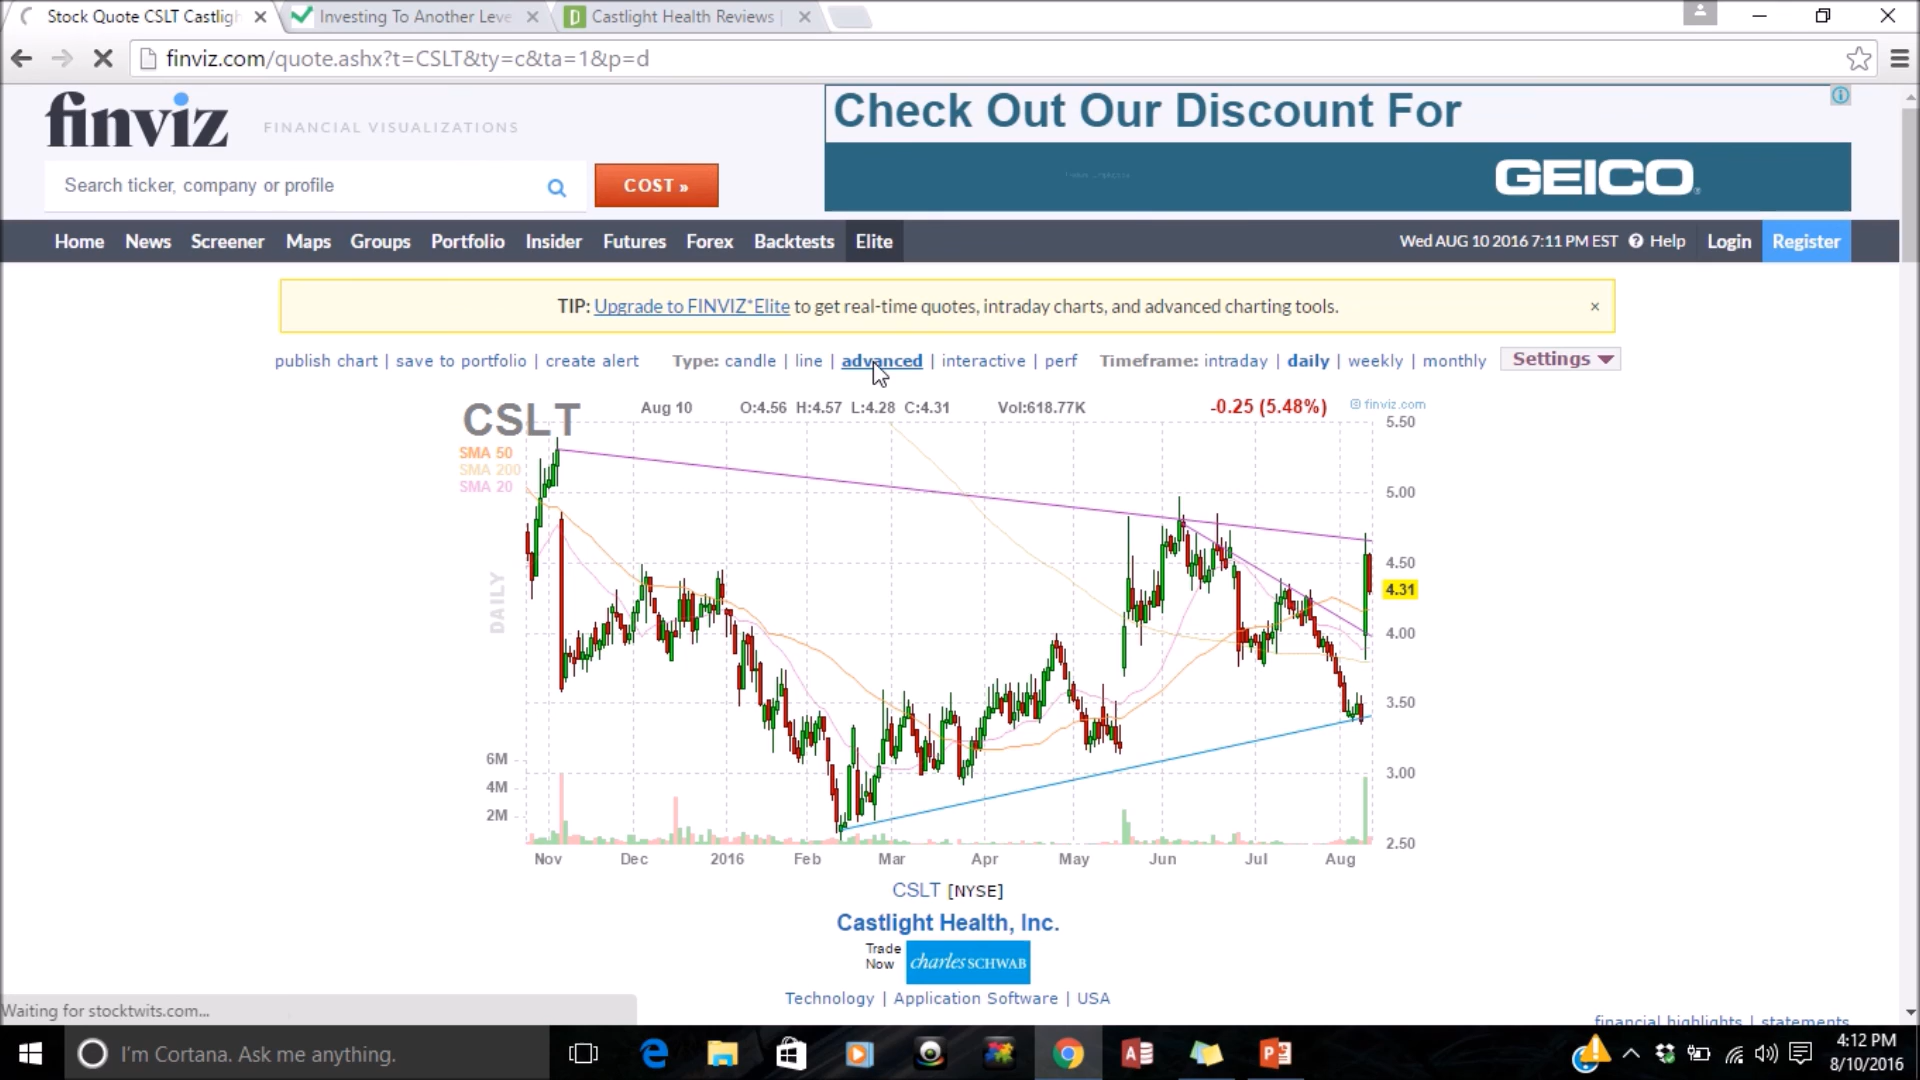 Stock Quote CSLT Castligh
Investing To Another Leve
Castlight Health Reviews |
finviz.com/quote.ashx?t=CSLT&ty=c&ta=1&p=d
finviz
FINANCIAL VISUALIZATIONS
Check Out Our Discount For
GEICO
Search ticker, company or profile
COST »
Home News Screener Maps Groups Portfolio Insider Futures Forex Backtests Elite
Wed AUG 10 2016 7:11 PM EST Help Login Register
TIP: Upgrade to FINVIZ*Elite to get real-time quotes, intraday charts, and advanced charting tools. ×
publish chart | save to portfolio | create alert Type: candle | line | advanced | interactive | perf Timeframe: intraday | daily | weekly | monthly Settings
CSLT Aug 10 O:4.56 H:4.57 L:4.28 C:4.31 Vol:618.77K -0.25 (5.48%) © finviz.com
SMA 50
SMA 200
SMA 20
DAILY
5.50
5.00
4.50
4.31
4.00
3.50
3.00
2.50
6M
4M
2M
Nov Dec 2016 Feb Mar Apr May Jun Jul Aug
CSLT [NYSE]
Castlight Health, Inc.
Trade
Now
charles SCHWAB
Technology | Application Software | USA
financial highlights | statements
Waiting for stocktwits.com...
I'm Cortana. Ask me anything.
4:12 PM
8/10/2016